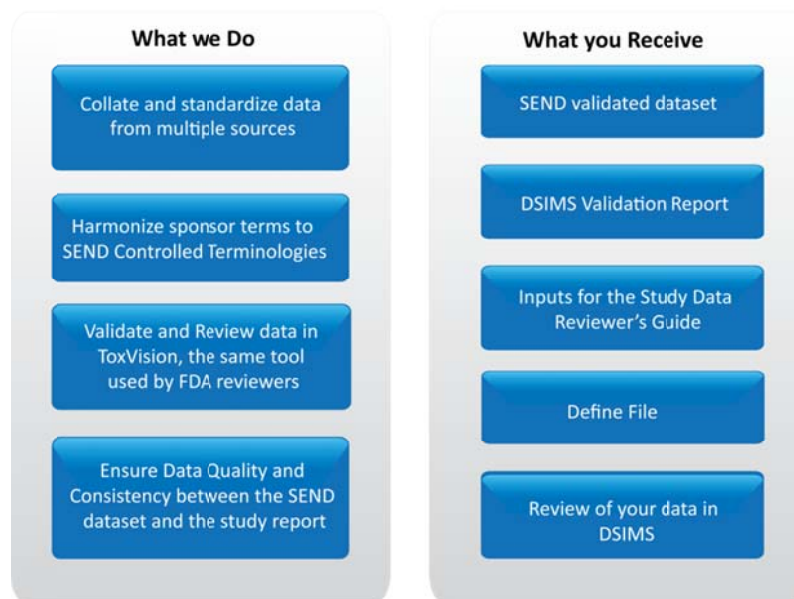 What we Do
Collate and standardize data
from multiple sources
Harmonize sponsor terms to
SEND Controlled Terminologies
Validate and Review data in
ToxVision, the same tool
used by FDA reviewers
Ensure Data Quality and
Consistency between the SEND
dataset and the study report
What you Receive
SEND validated dataset
DSIMS Validation Report
Inputs for the Study Data
Reviewer's Guide
Define File
Review of your data in
DSIMS